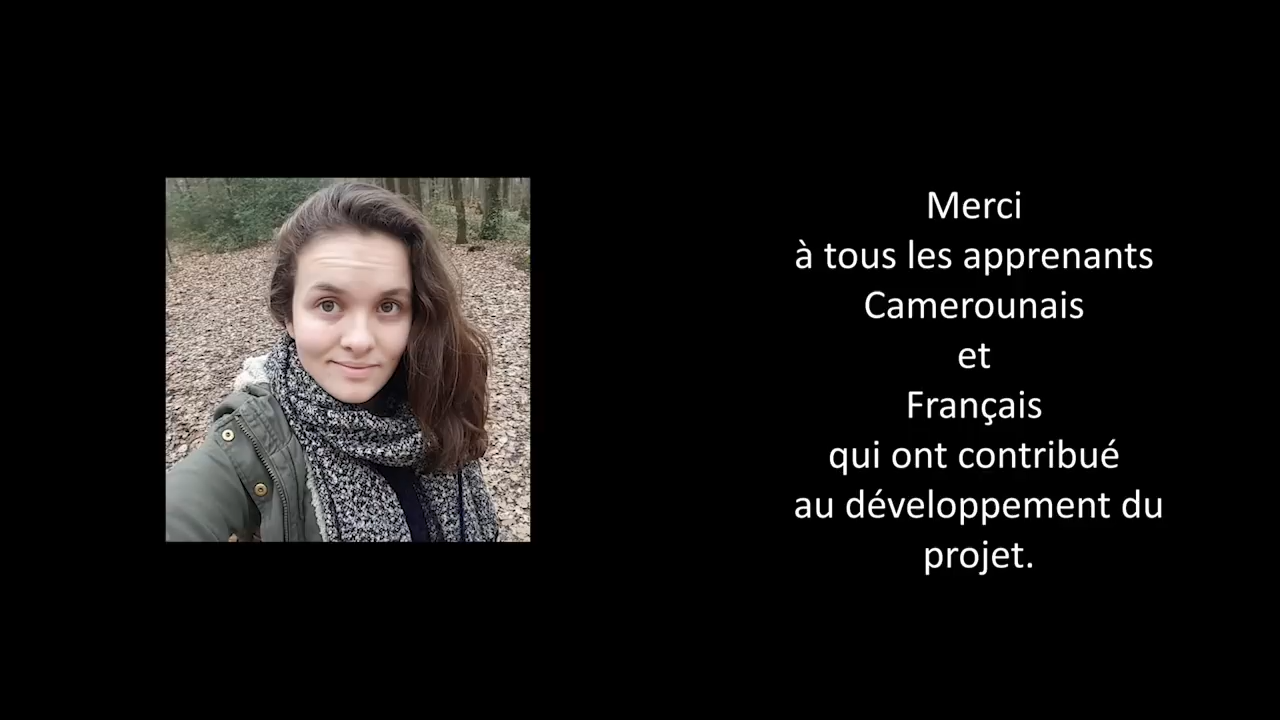 Merci
à tous les apprenants
Camerounais
et
Français
qui ont contribué
au développement du
projet.